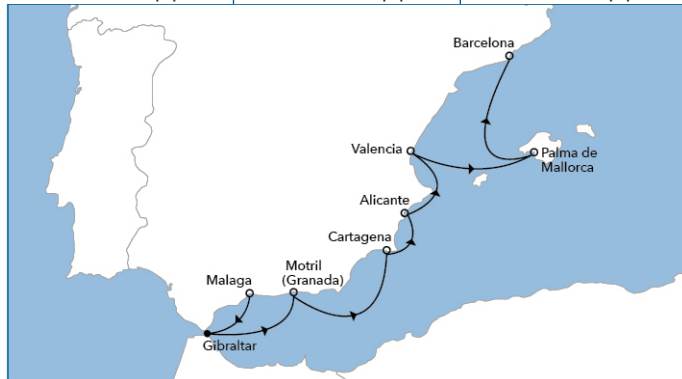 Barcelona
Valencia
Palma de
Mallorca
Alicante
Cartagena
Motril
(Granada)
Malaga
Gibraltar